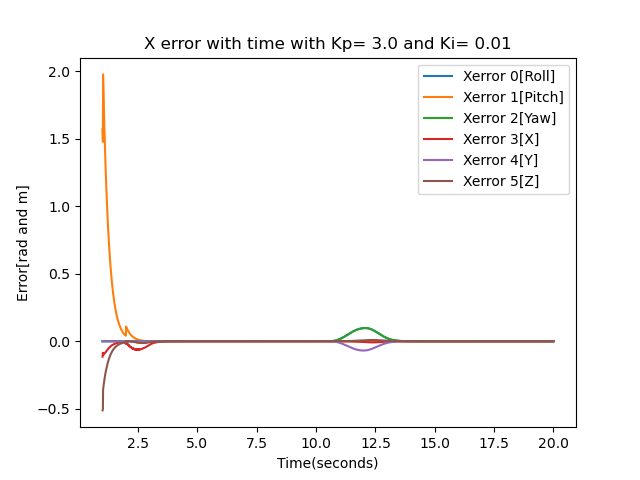 X error with time with Kp= 3.0 and Ki= 0.01
Xerror 0[Roll]
Xerror 1[Pitch]
Xerror 2[Yaw]
Xerror 3[X]
Xerror 4[Y]
Xerror 5[Z]
Error[rad and m]
2.0
1.5
1.0
0.5
0.0
−0.5
2.5 5.0 7.5 10.0 12.5 15.0 17.5 20.0
Time(seconds)